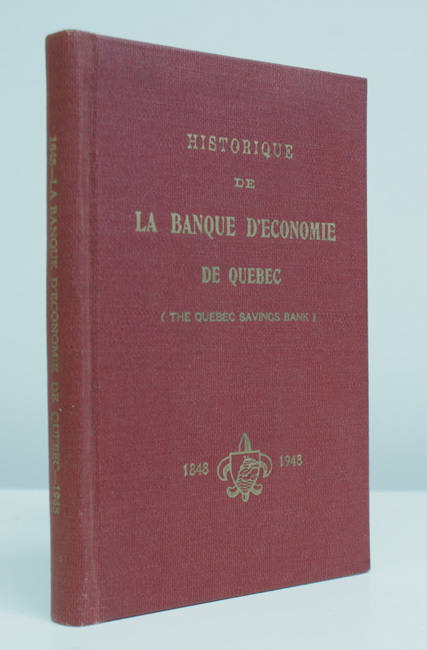 HISTORIQUE
DE
LA BANQUE D'ECONOMIE
DE QUEBEC
( THE QUEBEC SAVINGS BANK )
1848 1948
1848—LA BANQUE D'ECONOMIE DE QUEBEC—1948